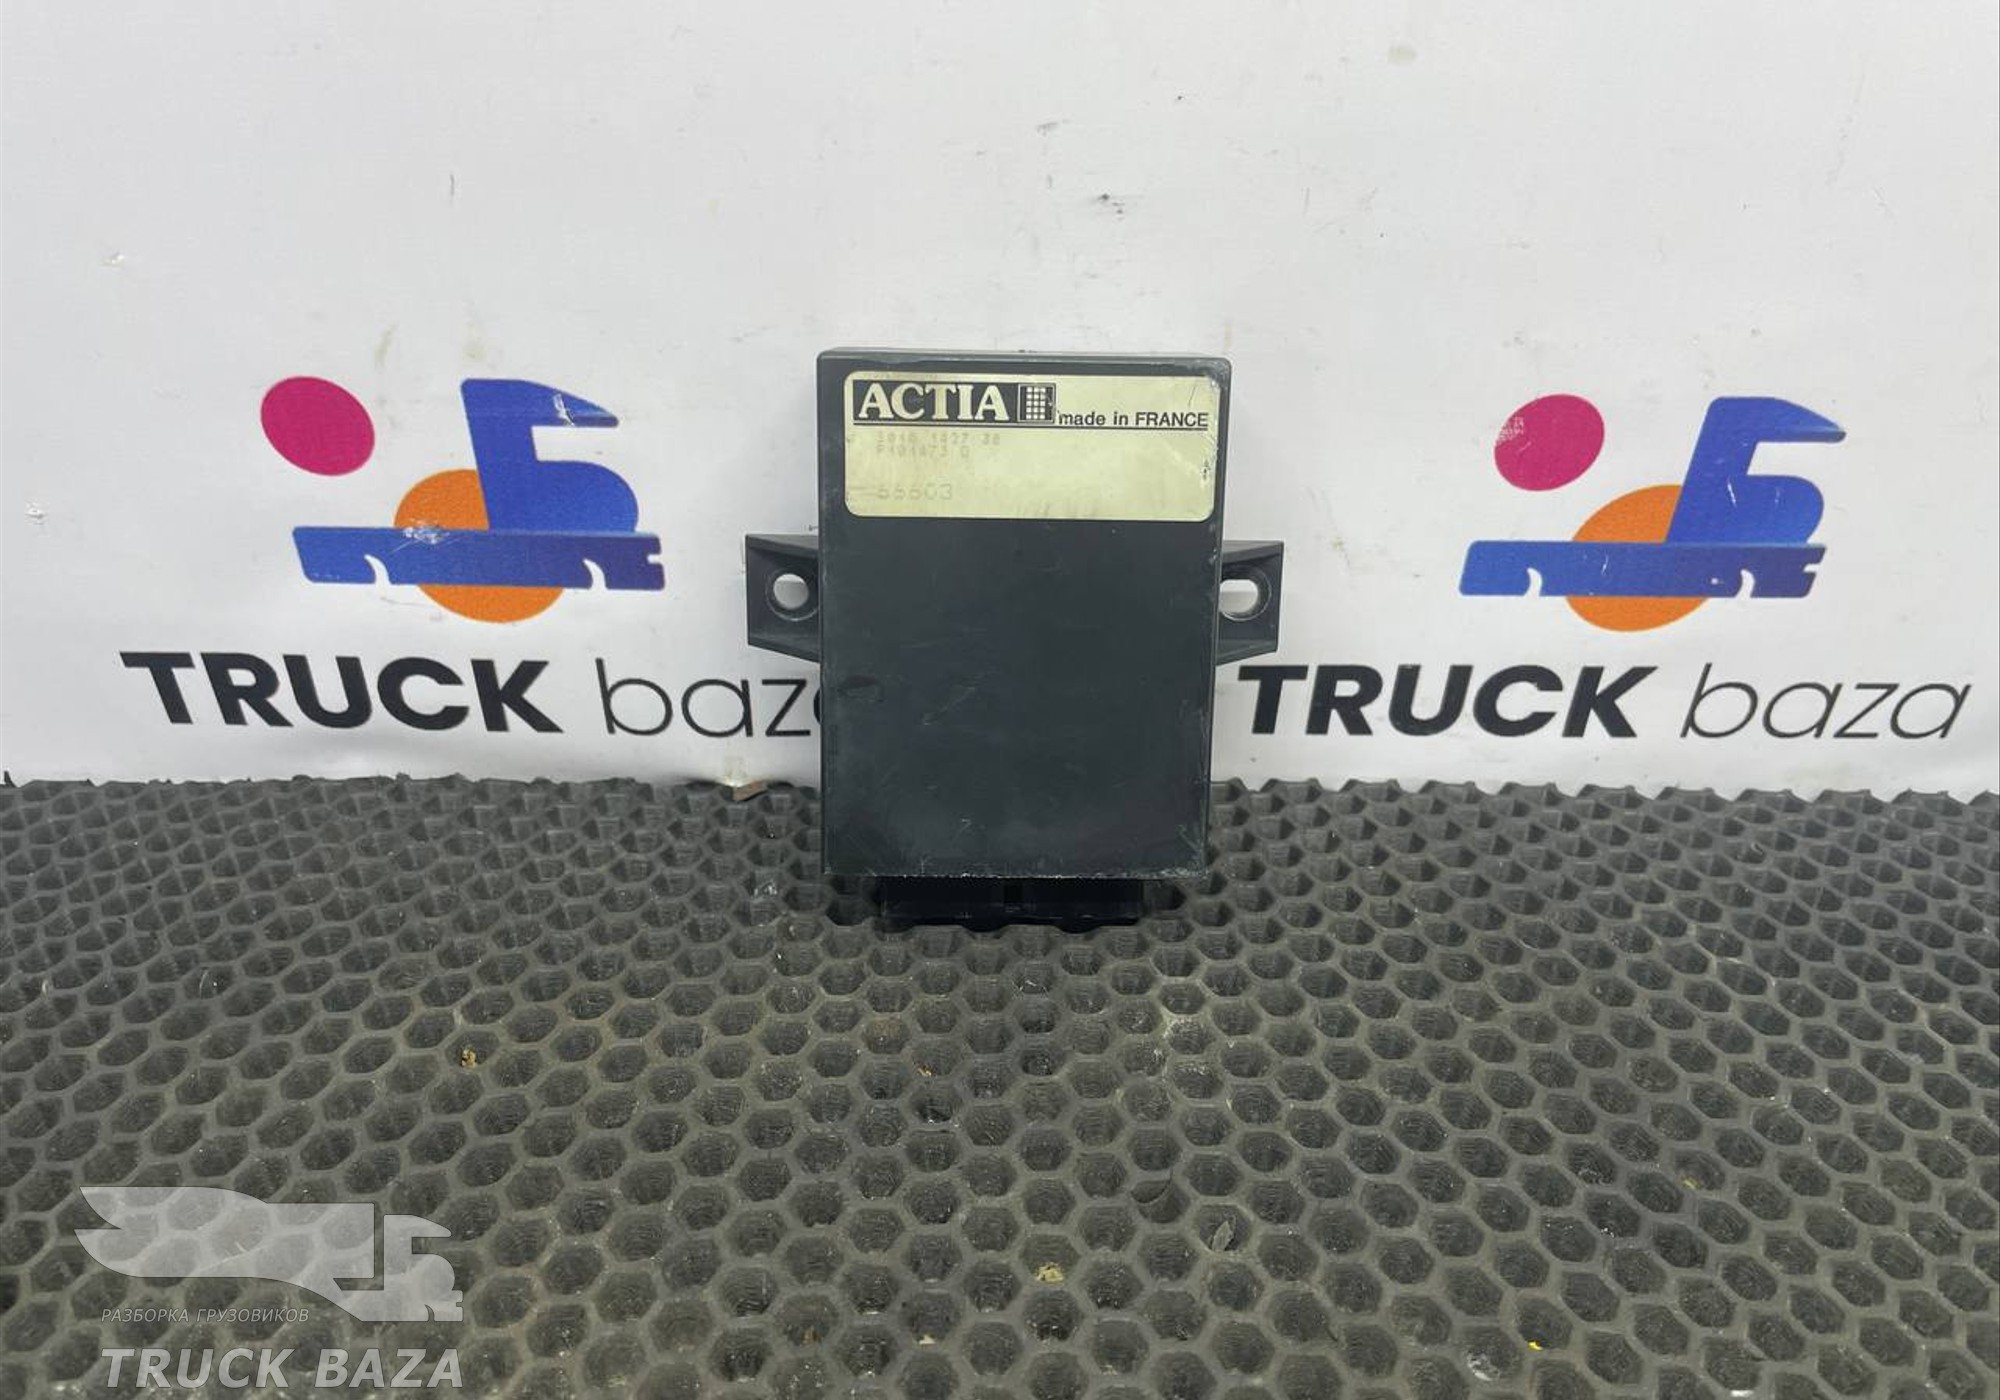 ACTIA
made in FRANCE
55603
TRUCK baza
TRUCK baza
РАЗБОРКА ГРУЗОВИКОВ
TRUCK BAZA